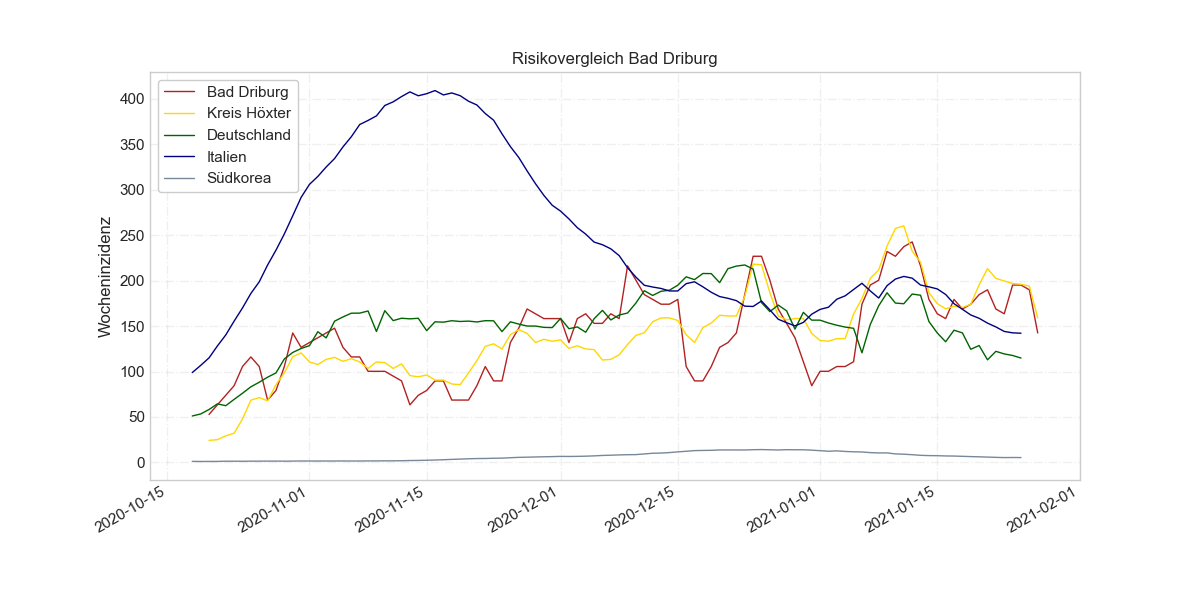 Risikovergleich Bad Driburg
Bad Driburg
Kreis Höxter
Deutschland
Italien
Südkorea
Wocheninzidenz
400
350
300
250
200
150
100
50
0
2020-10-15
2020-11-01
2020-11-15
2020-12-01
2020-12-15
2021-01-01
2021-01-15
2021-02-01